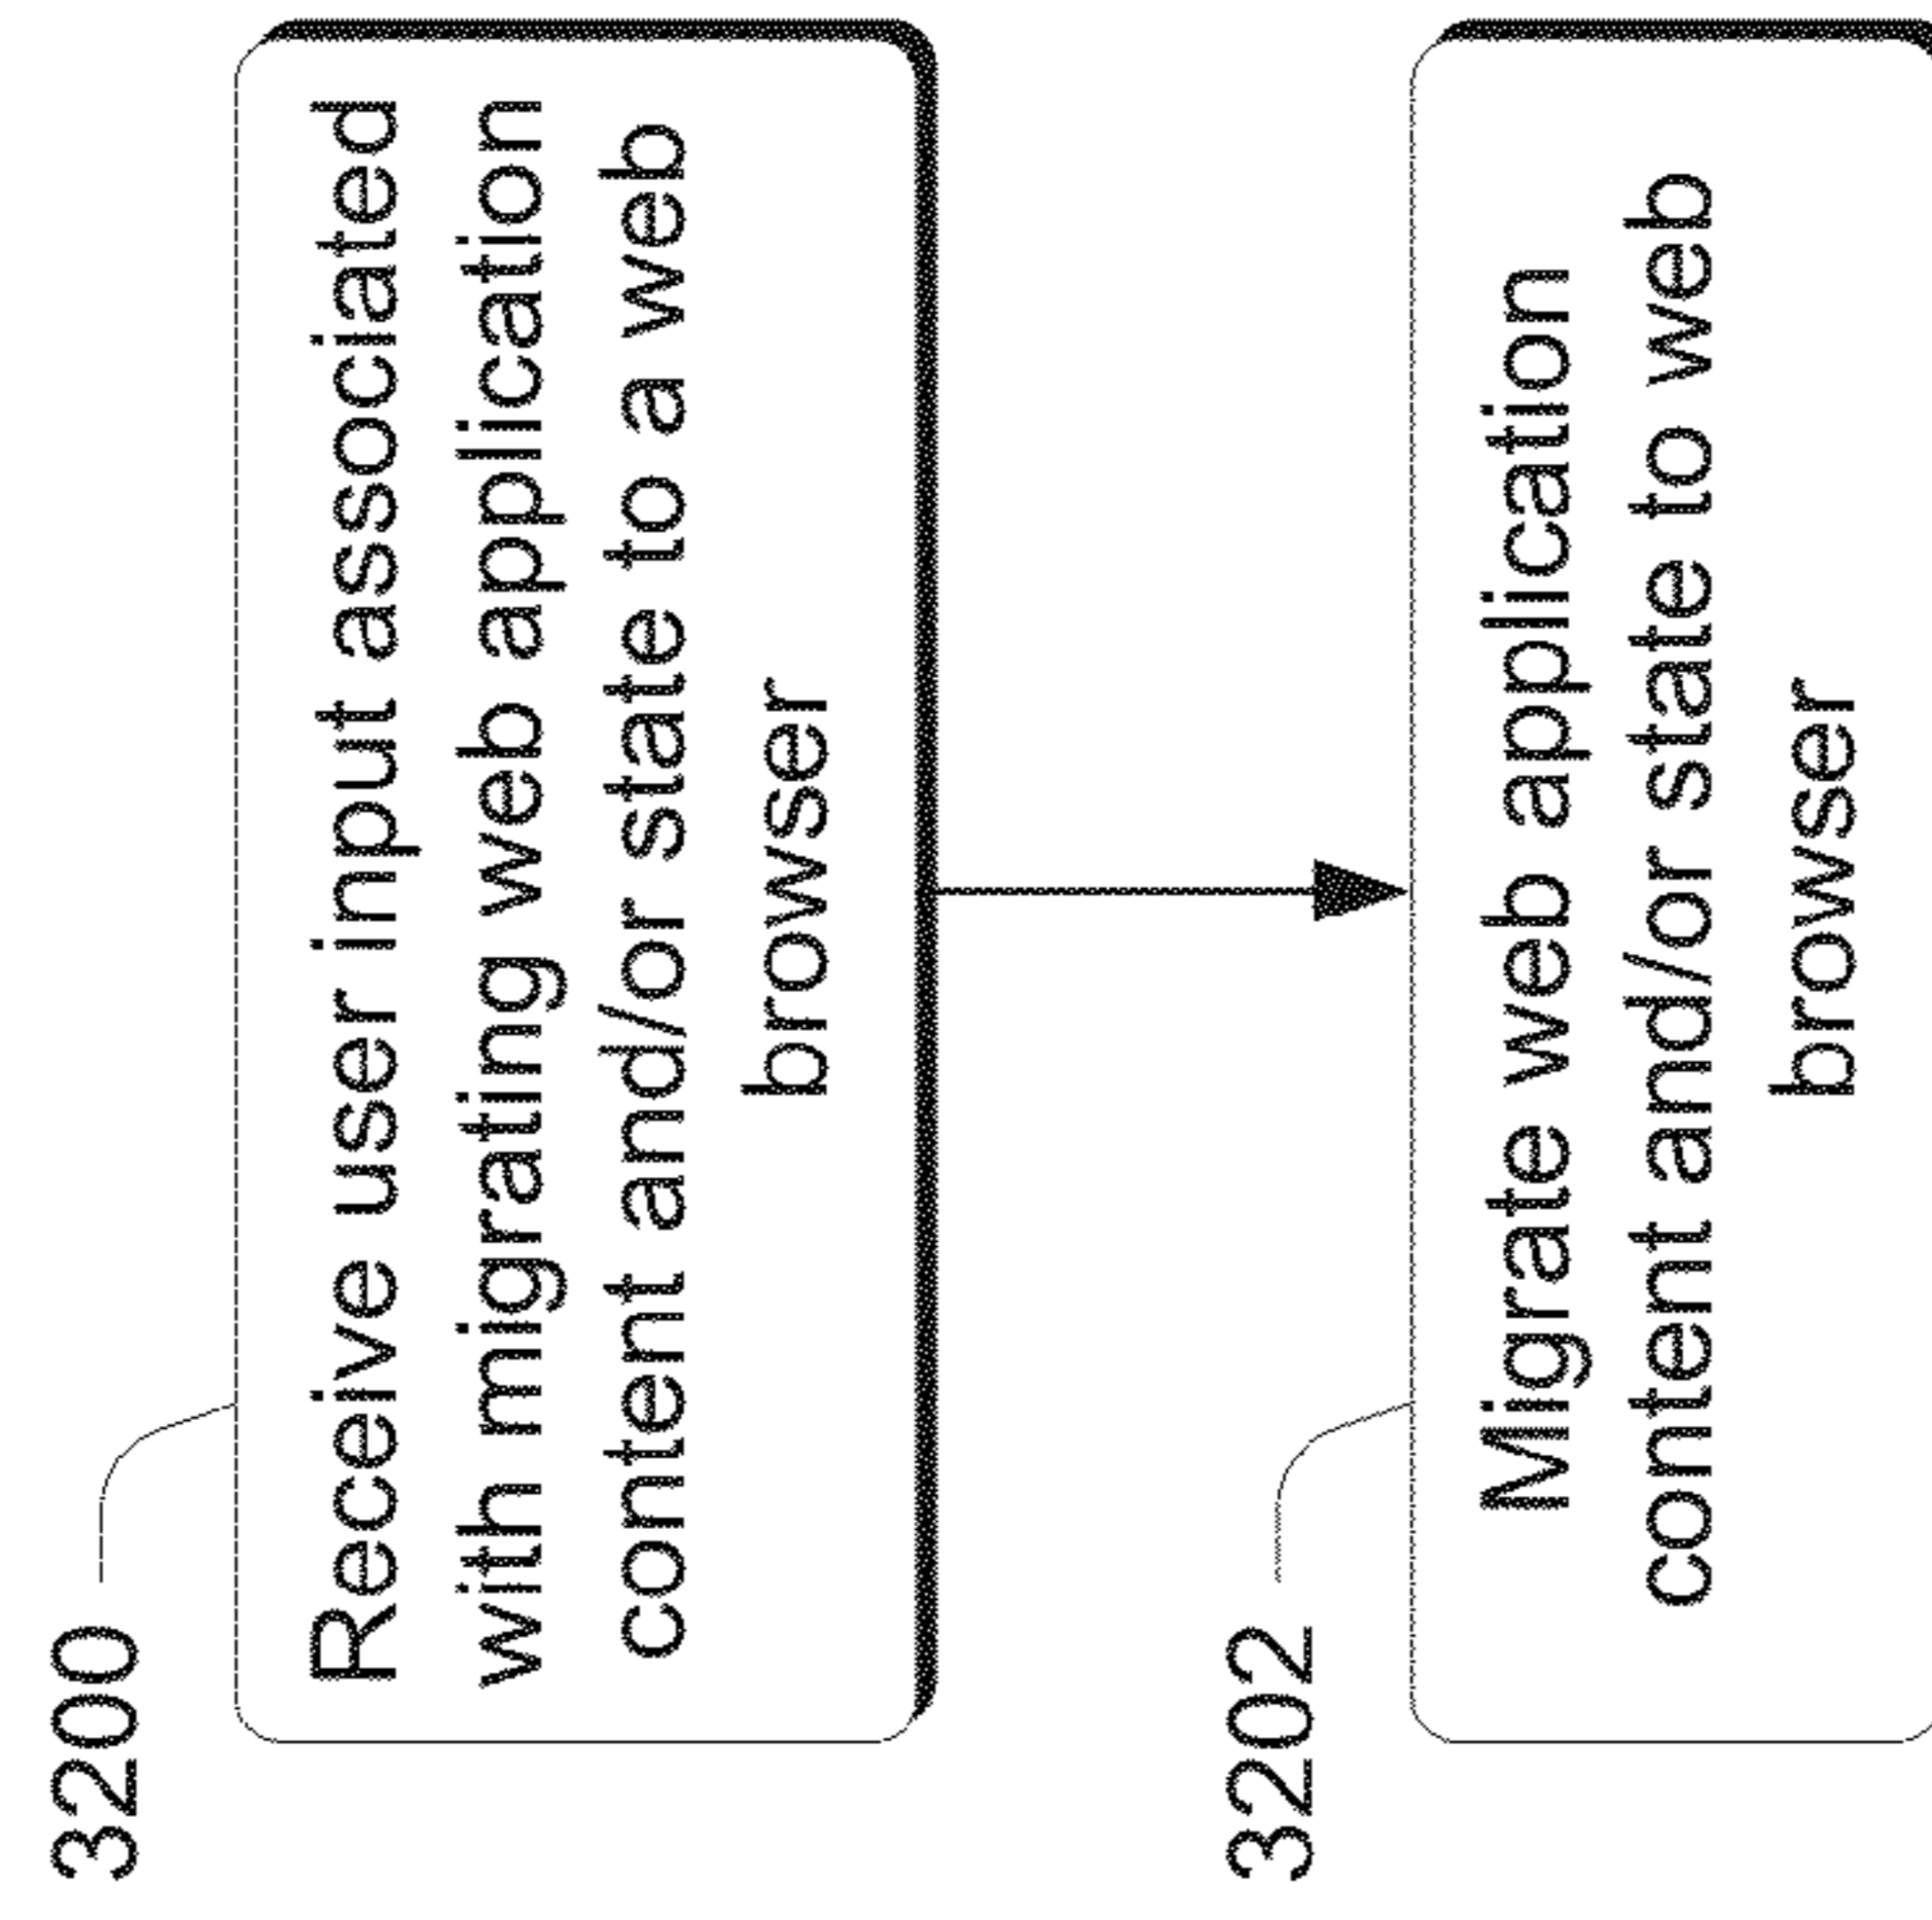 3200
Receive user input associated
with migrating web application
content and/or state to a web
browser
3202
Migrate web application
content and/or state to web
browser